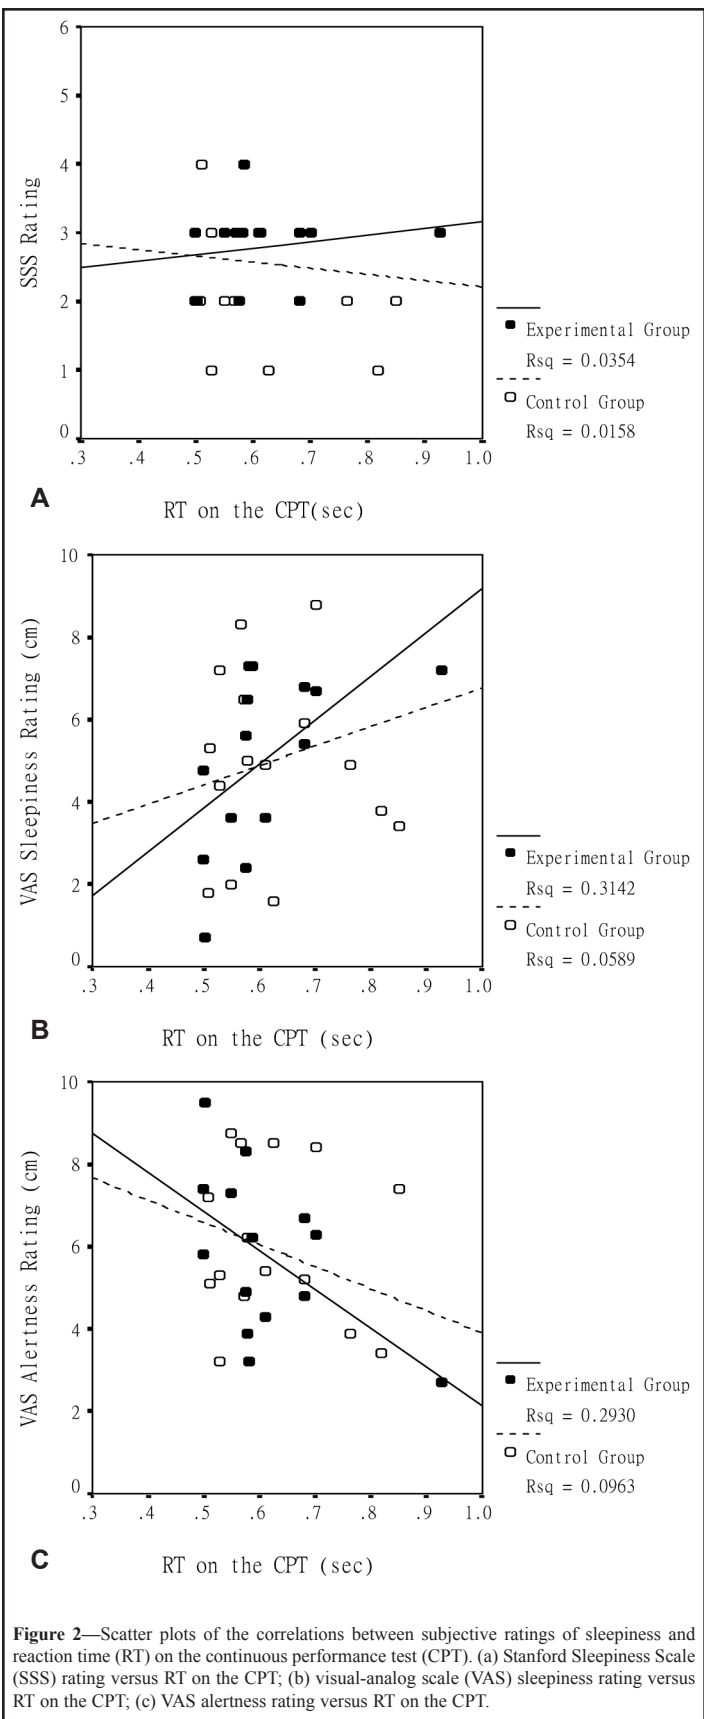 6
5
4
3
2
1
0
SSS Rating
.3 .4 .5 .6 .7 .8 .9 1.0
RT on the CPT(sec)
A
Experimental Group
Rsq = 0.0354
Control Group
Rsq = 0.0158
10
8
6
4
2
0
VAS Sleepiness Rating (cm)
.3 .4 .5 .6 .7 .8 .9 1.0
RT on the CPT (sec)
B
Experimental Group
Rsq = 0.3142
Control Group
Rsq = 0.0589
10
8
6
4
2
0
VAS Alertness Rating (cm)
.3 .4 .5 .6 .7 .8 .9 1.0
RT on the CPT (sec)
C
Experimental Group
Rsq = 0.2930
Control Group
Rsq = 0.0963
Figure 2—Scatter plots of the correlations between subjective ratings of sleepiness and
reaction time (RT) on the continuous performance test (CPT). (a) Stanford Sleepiness Scale
(SSS) rating versus RT on the CPT; (b) visual-analog scale (VAS) sleepiness rating versus
RT on the CPT; (c) VAS alertness rating versus RT on the CPT.